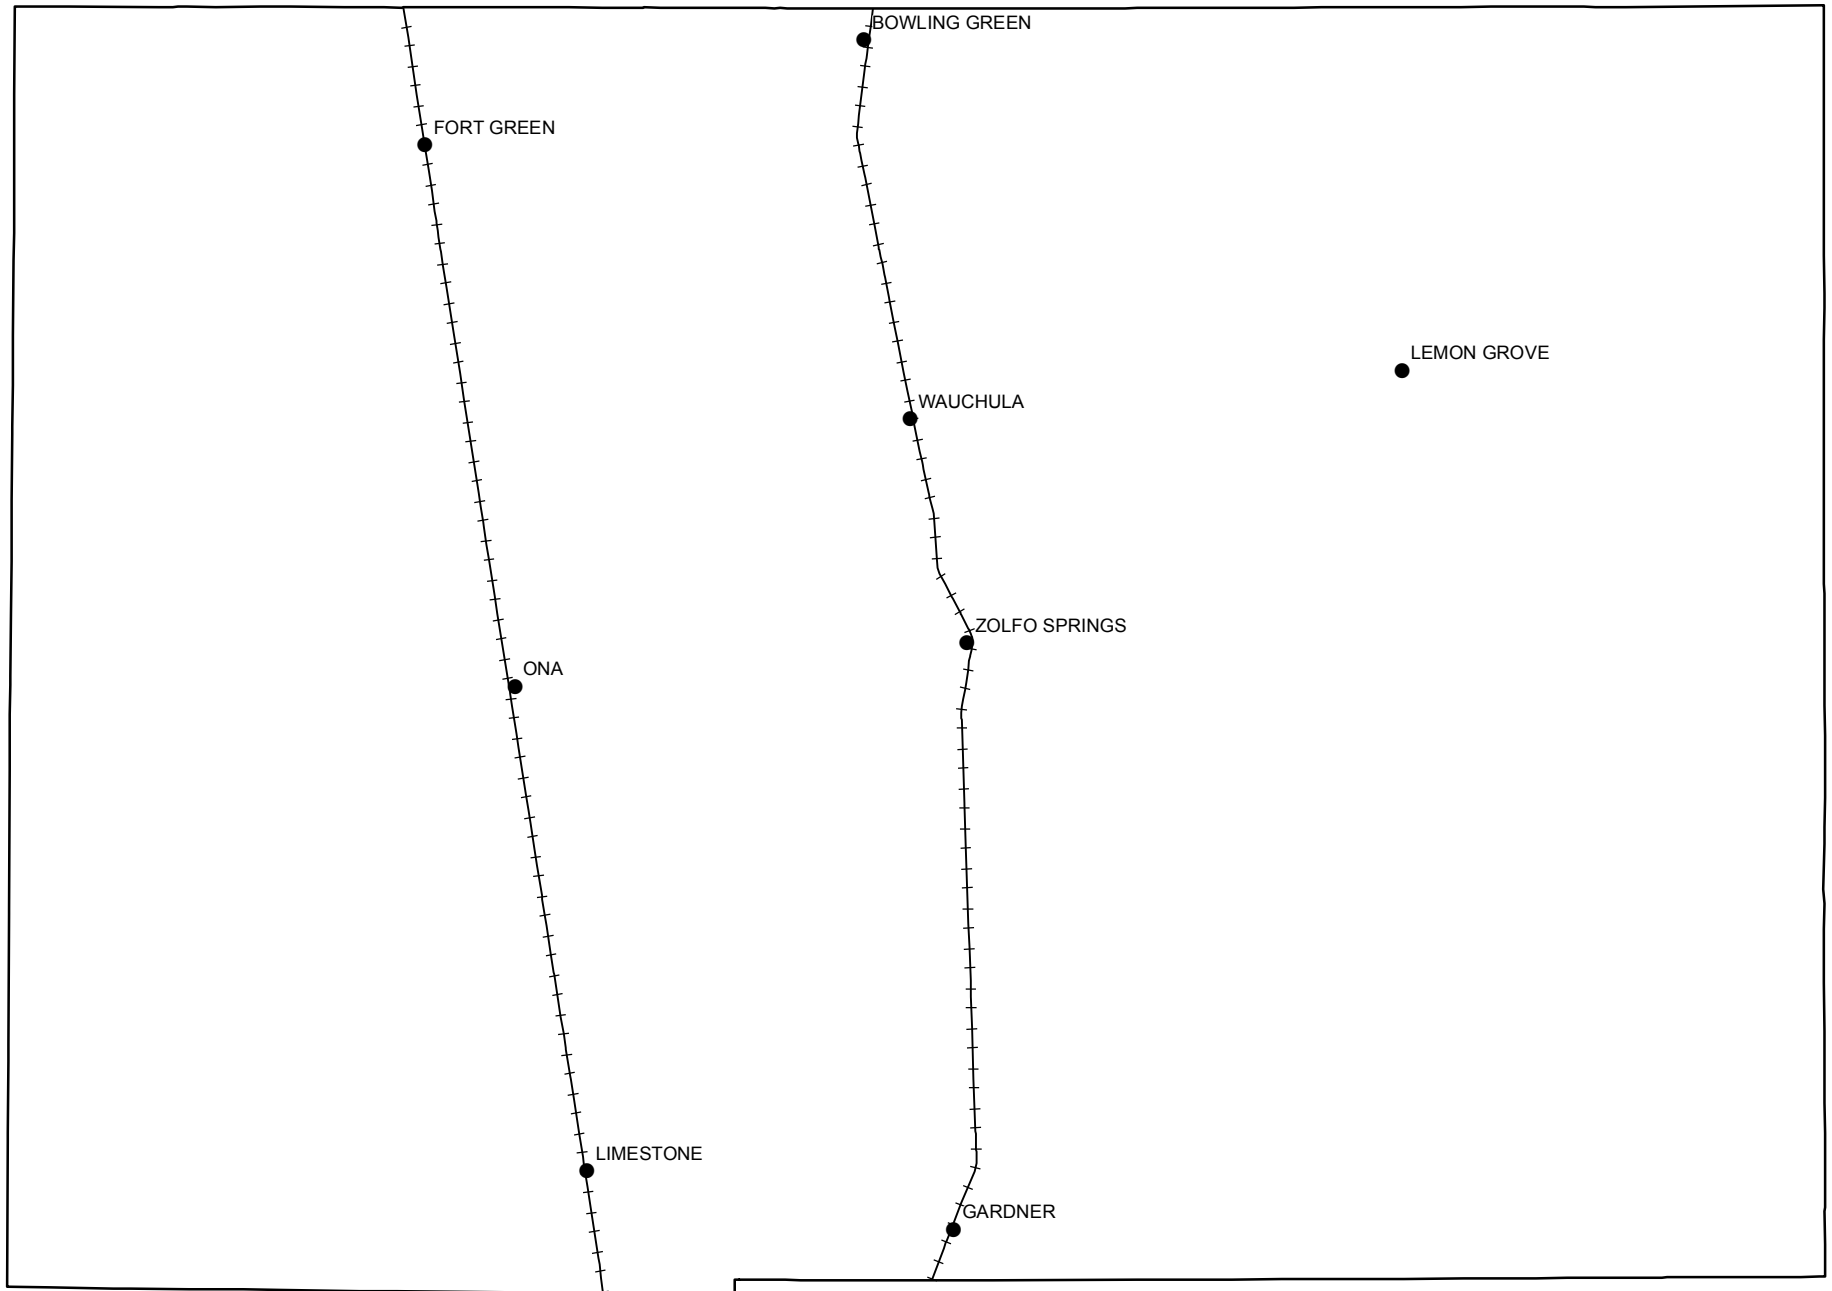 BOWLING GREEN
FORT GREEN
LEMON GROVE
WAUCHULA
ZOLFO SPRINGS
ONA
LIMESTONE
GARDNER